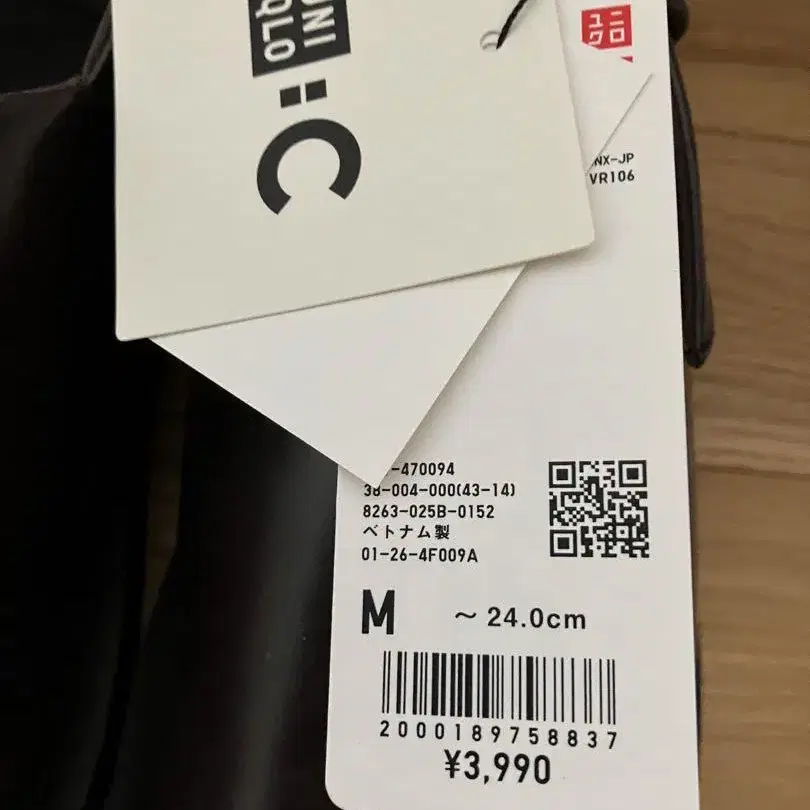 UNI
QLO
: C
ユニ
クロ
NX-JP
VR106
-470094
38-004-000(43-14)
8263-025B-0152
ベトナム製
01-26-4F009A
M ～24.0cm
2000189758837
¥3,990